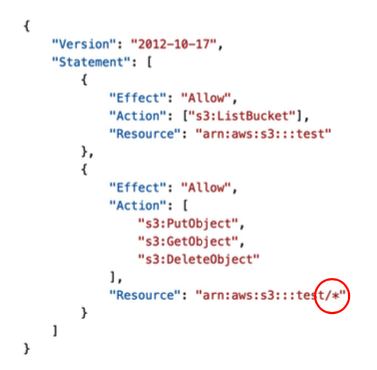 {
"Version": "2012-10-17",
"Statement": [
{
"Effect": "Allow",
"Action": ["s3:ListBucket"],
"Resource": "arn:aws:s3:::test"
},
{
"Effect": "Allow",
"Action": [
"s3:PutObject",
"s3:GetObject",
"s3:DeleteObject"
],
"Resource": "arn:aws:s3:::test/*"
}
]
}